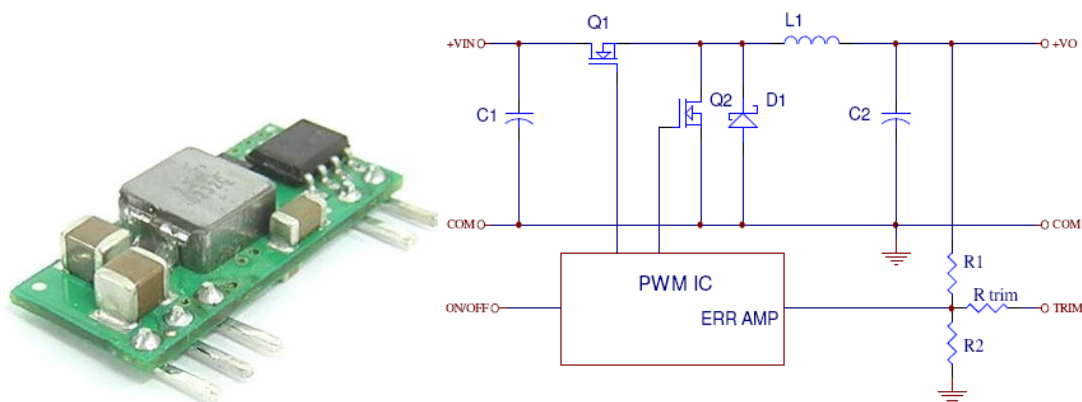 Q1
L1
+VIN
+VO
C1
Q2
D1
C2
COM
COM
PWM IC
R1
ON/OFF
ERR AMP
R trim
TRIM
R2